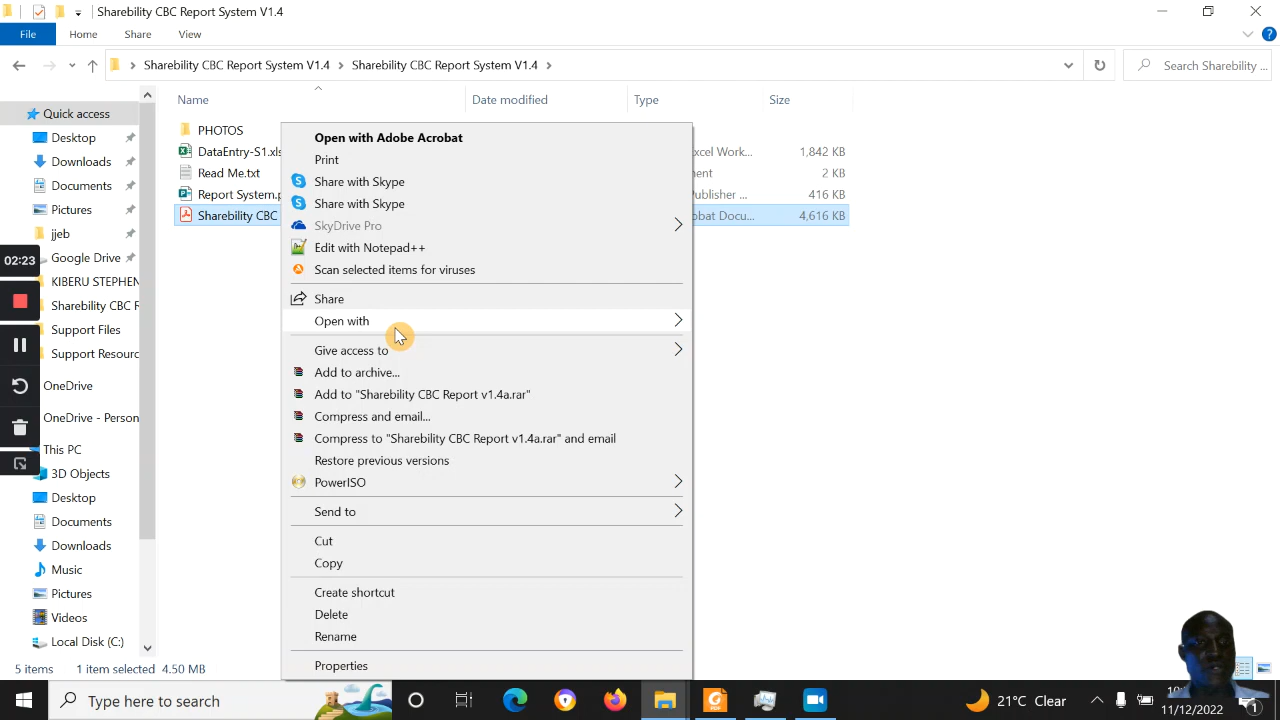 Sharebility CBC Report System V1.4
File Home Share View
Sharebility CBC Report System V1.4 Sharebility CBC Report System V1.4
Search Sharebility ...
Name Date modified Type Size
PHOTOS
DataEntry-S1.xls xcel Work... 1,842 KB
Read Me.txt ment 2 KB
Report System.p Publisher ... 416 KB
Sharebility CBC obat Docu... 4,616 KB
Quick access
Desktop
Downloads
Documents
Pictures
jjeb
Google Drive
KIBERU STEPHEN
Sharebility CBC R
Support Files
Support Resourc
OneDrive
OneDrive - Person
This PC
3D Objects
Desktop
Documents
Downloads
Music
Pictures
Videos
Local Disk (C:)
02:23
Open with Adobe Acrobat
Print
Share with Skype
Share with Skype
SkyDrive Pro
Edit with Notepad++
Scan selected items for viruses
Share
Open with
Give access to
Add to archive...
Add to "Sharebility CBC Report v1.4a.rar"
Compress and email...
Compress to "Sharebility CBC Report v1.4a.rar" and email
Restore previous versions
PowerISO
Send to
Cut
Copy
Create shortcut
Delete
Rename
Properties
5 items 1 item selected 4.50 MB
Type here to search
21°C Clear
11/12/2022
1